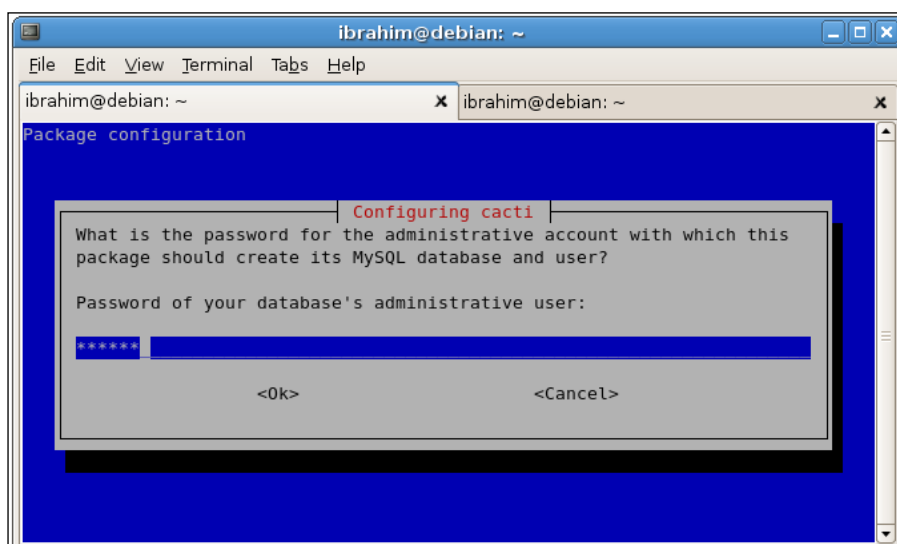 ibrahim@debian: ~
File Edit View Terminal Tabs Help
ibrahim@debian: ~ ibrahim@debian: ~
Package configuration
Configuring cacti
What is the password for the administrative account with which this
package should create its MySQL database and user?
Password of your database's administrative user:
******
<Ok> <Cancel>